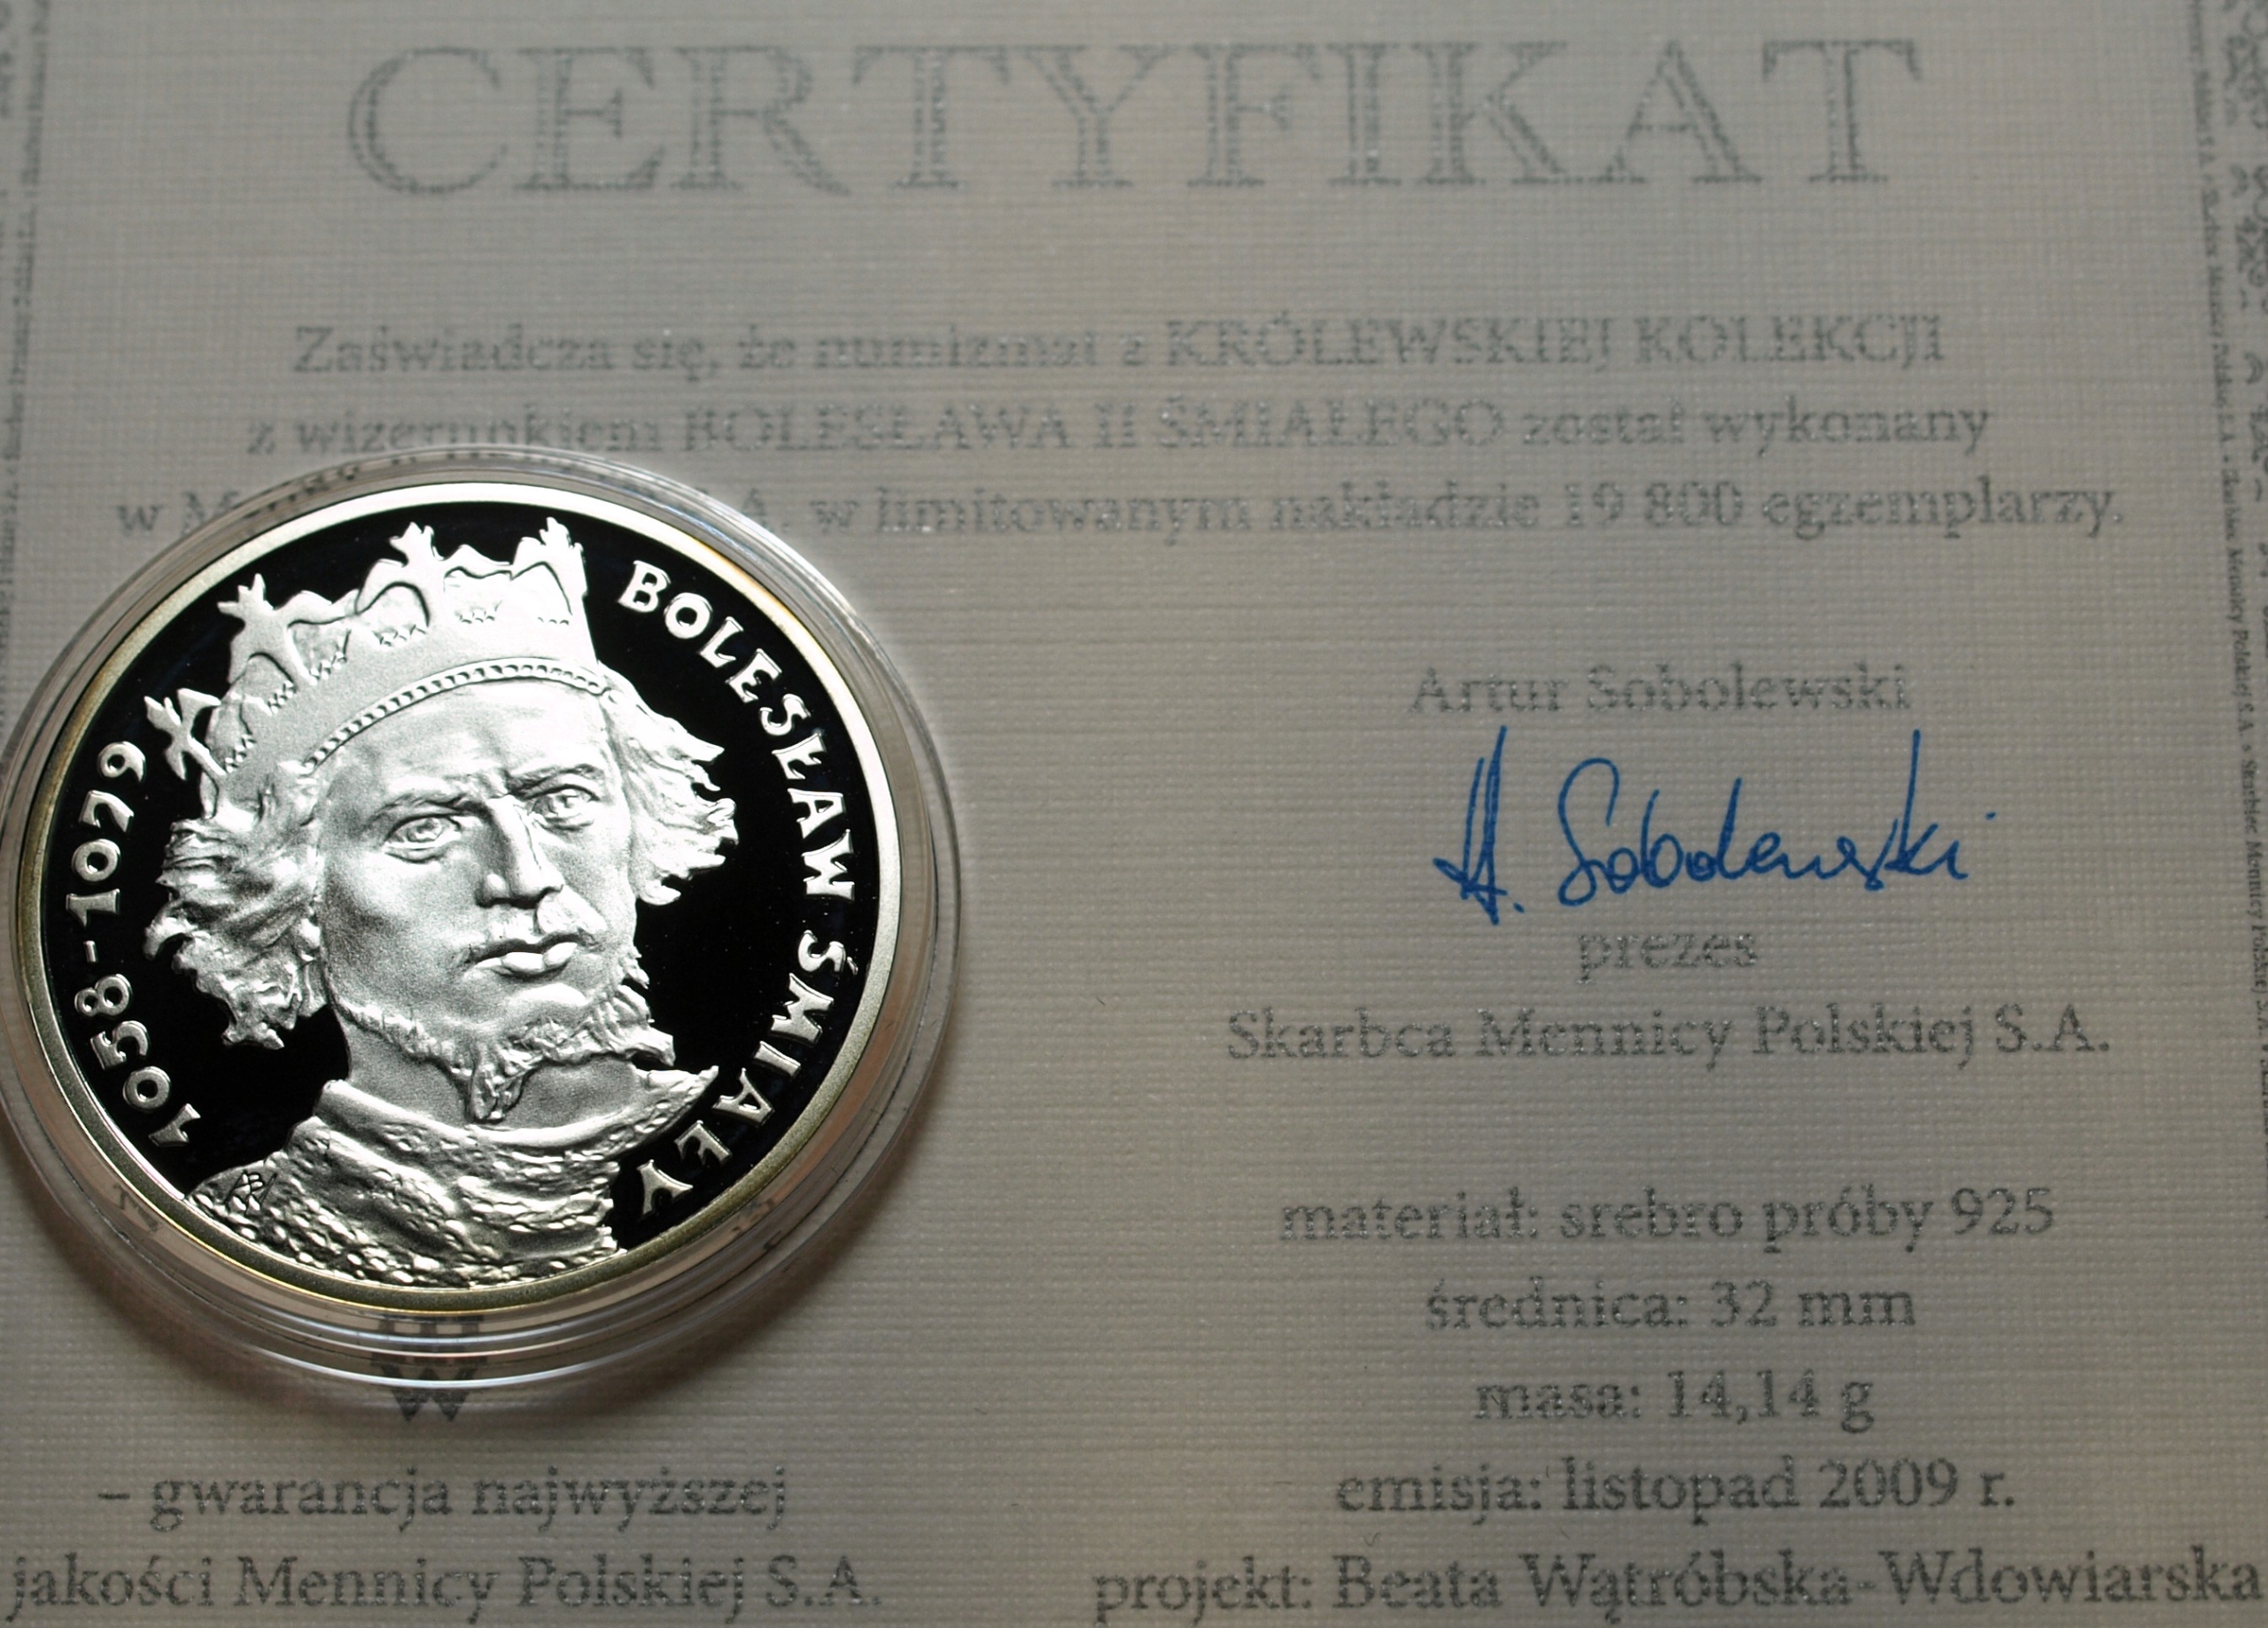 CERTYFIKAT
Zaświadcza się, że numizmat z KRÓLEWSKIEJ KOLEKCJI
z wizerunkiem BOLESŁAWA II ŚMIAŁEGO został wykonany
w A. w limitowanym nakładzie 19 800 egzemplarzy.
1058-1079
BOLESŁAW ŚMIAŁY
Artur Sobolewski
A. Sobolewski
prezes
Skarbca Mennicy Polskiej S.A.
materiał: srebro próby 925
średnica: 32 mm
masa: 14,14 g
emisja: listopad 2009 r.
projekt: Beata Wątróbska-Wdowiarska
W
– gwarancja najwyższej
jakości Mennicy Polskiej S.A.